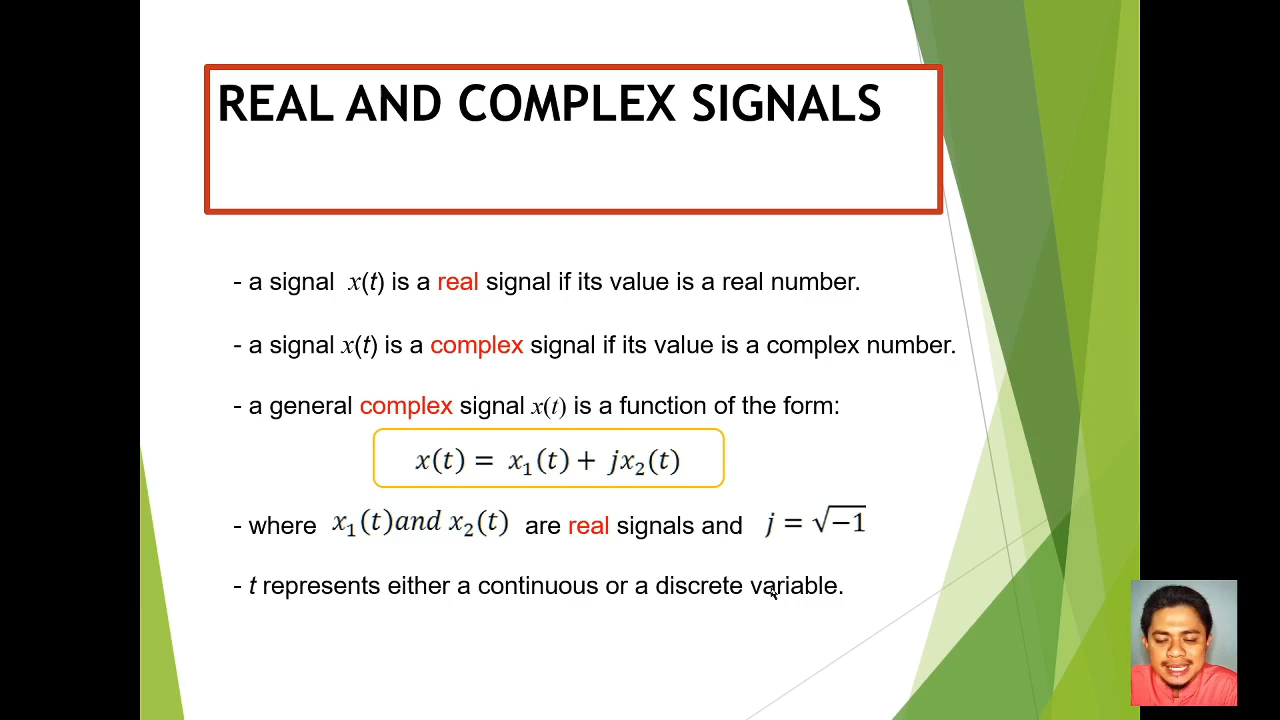 REAL AND COMPLEX SIGNALS
- a signal x(t) is a real signal if its value is a real number.
- a signal x(t) is a complex signal if its value is a complex number.
- a general complex signal x(t) is a function of the form:
x(t) = x₁(t) + jx₂(t)
- where x₁(t)and x₂(t) are real signals and j = √−1
- t represents either a continuous or a discrete variable.